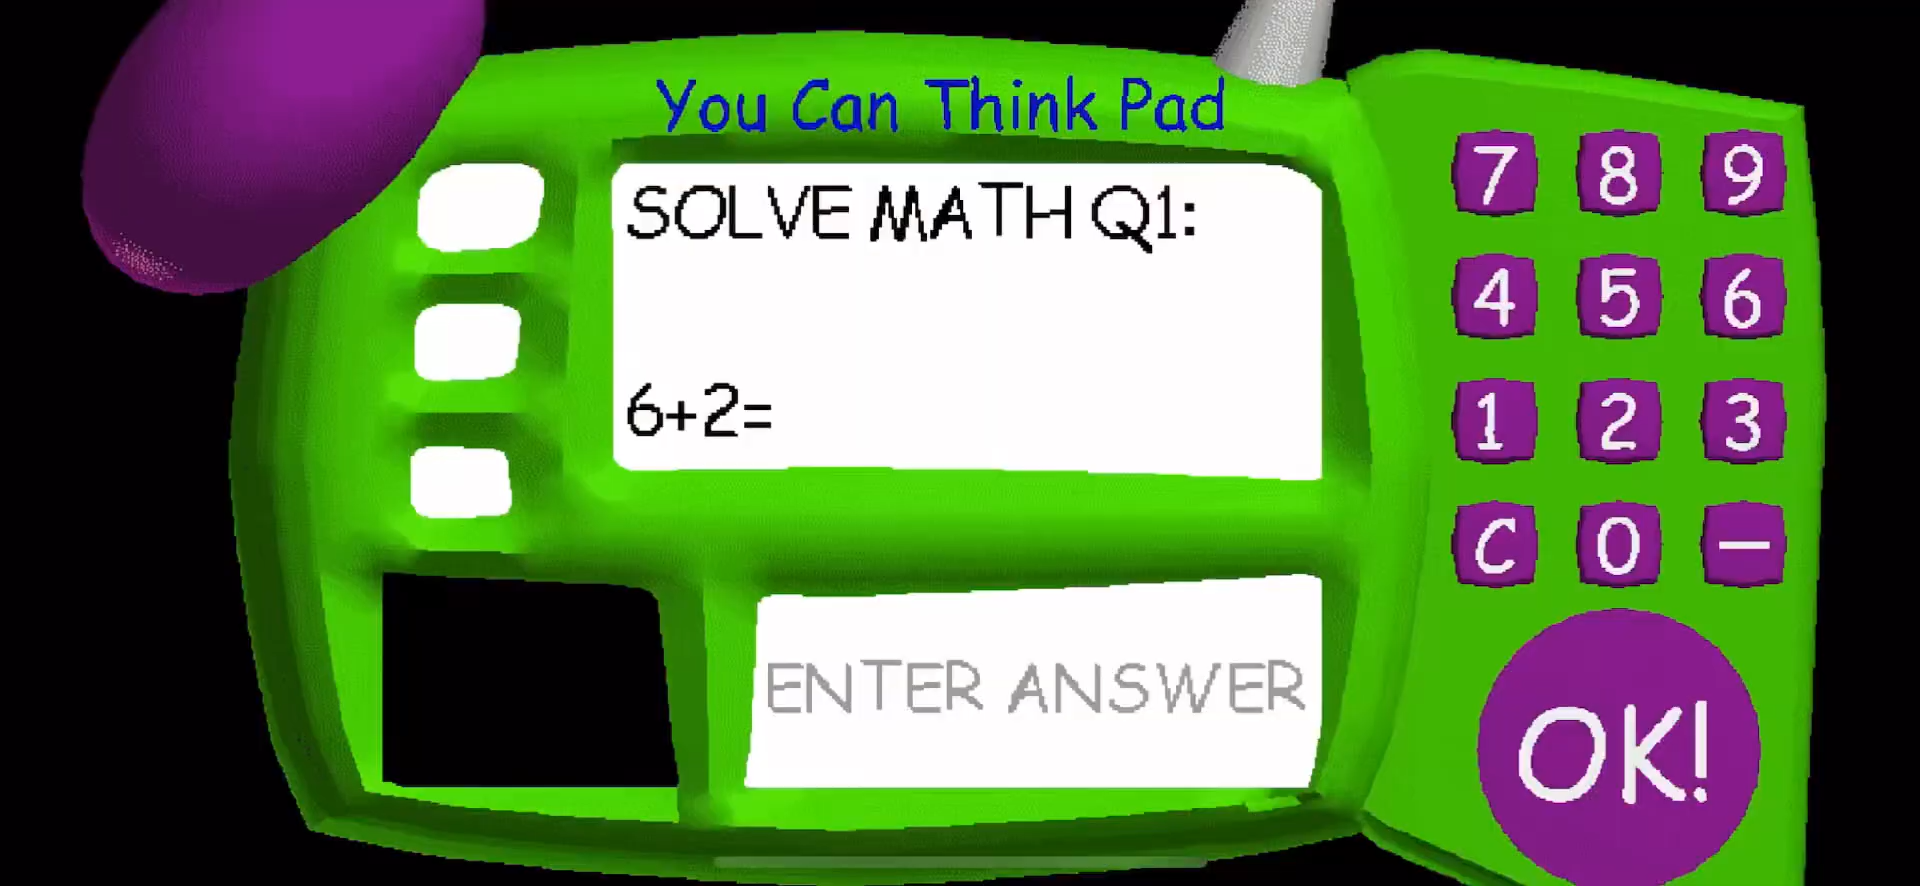 You Can Think Pad
SOLVE MATH Q1:
6+2=
ENTER ANSWER
7 8 9
4 5 6
1 2 3
C 0 –
OK!